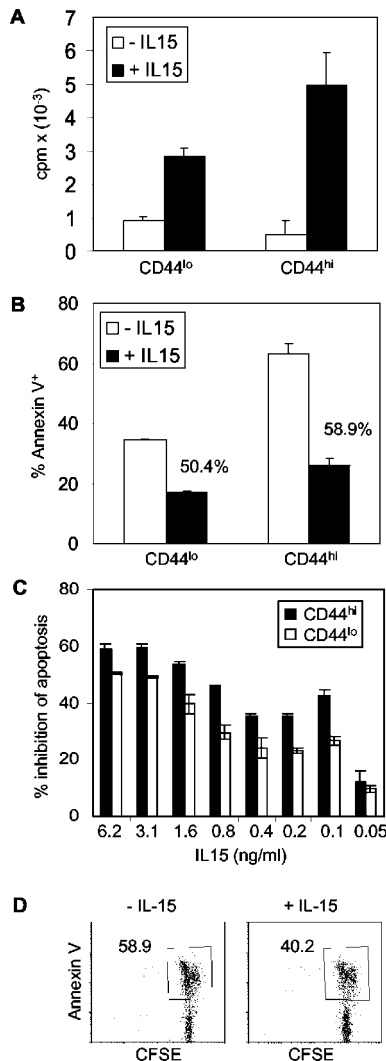 A
7
6
5
4
3
2
1
0
cpm x (10⁻³)
- IL15
+ IL15
CD44ˡᵒ
CD44ʰⁱ
B
80
60
40
20
0
% Annexin V⁺
- IL15
+ IL15
50.4%
58.9%
CD44ˡᵒ
CD44ʰⁱ
C
80
60
40
20
0
% inhibition of apoptosis
CD44ʰⁱ
CD44ˡᵒ
6.2 3.1 1.6 0.8 0.4 0.2 0.1 0.05
IL15 (ng/ml)
D
- IL-15
+ IL-15
58.9
40.2
Annexin V
CFSE
CFSE